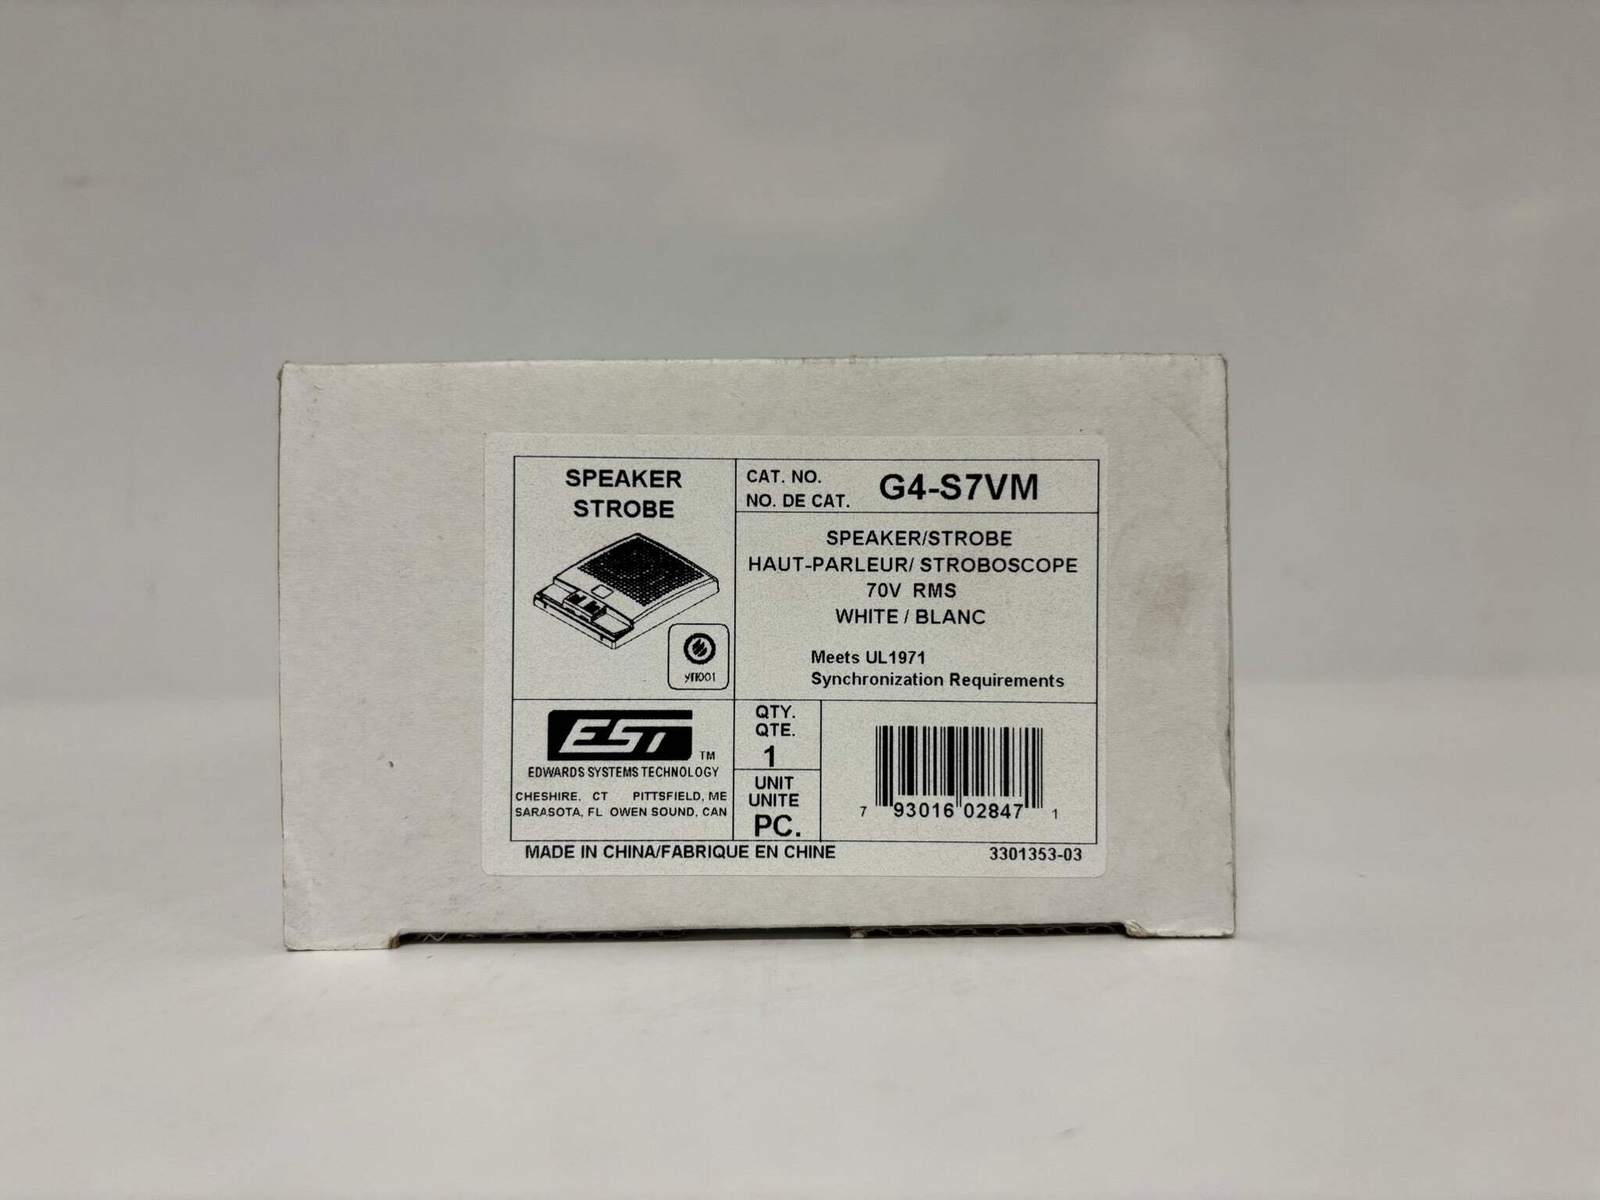 SPEAKER
STROBE
CAT. NO.
NO. DE CAT.
G4-S7VM
SPEAKER/STROBE
HAUT-PARLEUR/ STROBOSCOPE
70V RMS
WHITE / BLANC
Meets UL1971
Synchronization Requirements
EST TM
EDWARDS SYSTEMS TECHNOLOGY
CHESHIRE, CT PITTSFIELD, ME
SARASOTA, FL OWEN SOUND, CAN
QTY.
QTE.
1
UNIT
UNITE
PC.
7 93016 02847 1
MADE IN CHINA/FABRIQUE EN CHINE
3301353-03